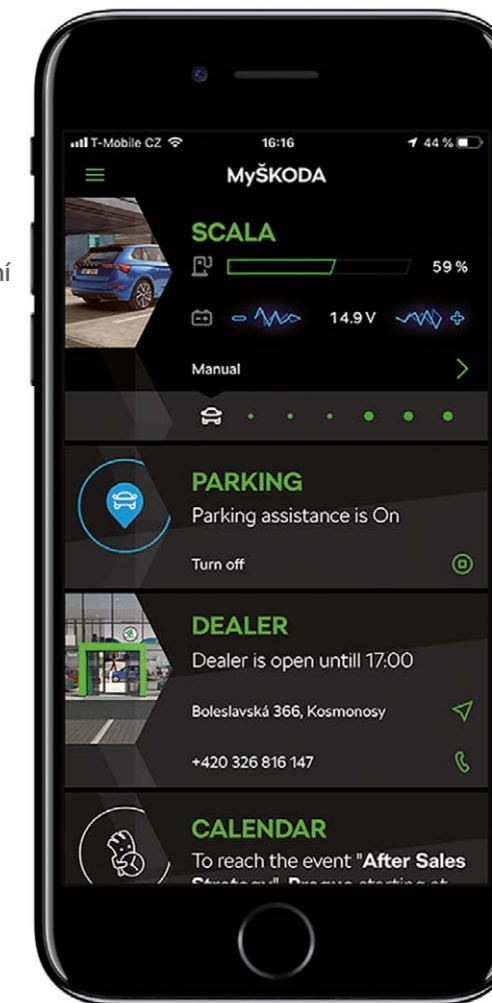 T-Mobile CZ 16:16 44 %
MyŠKODA
SCALA
59 %
14.9 V
Manual
PARKING
Parking assistance is On
Turn off
DEALER
Dealer is open untill 17:00
Boleslavská 366, Kosmonosy
+420 326 816 147
CALENDAR
To reach the event "After Sales
ní